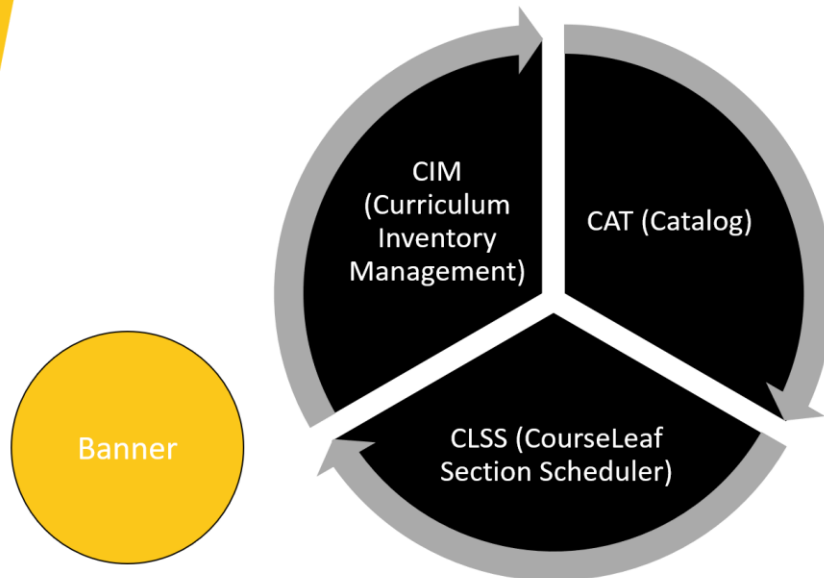 CIM
(Curriculum
Inventory
Management)
CAT (Catalog)
CLSS (CourseLeaf
Section Scheduler)
Banner